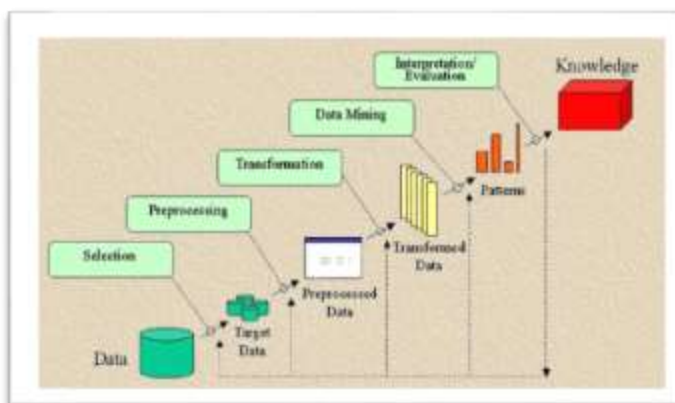 Interpretation/
Evaluation
Knowledge
Data Mining
Transformation
Patterns
Preprocessing
Transformed
Data
Selection
Preprocessed
Data
Target
Data
Data